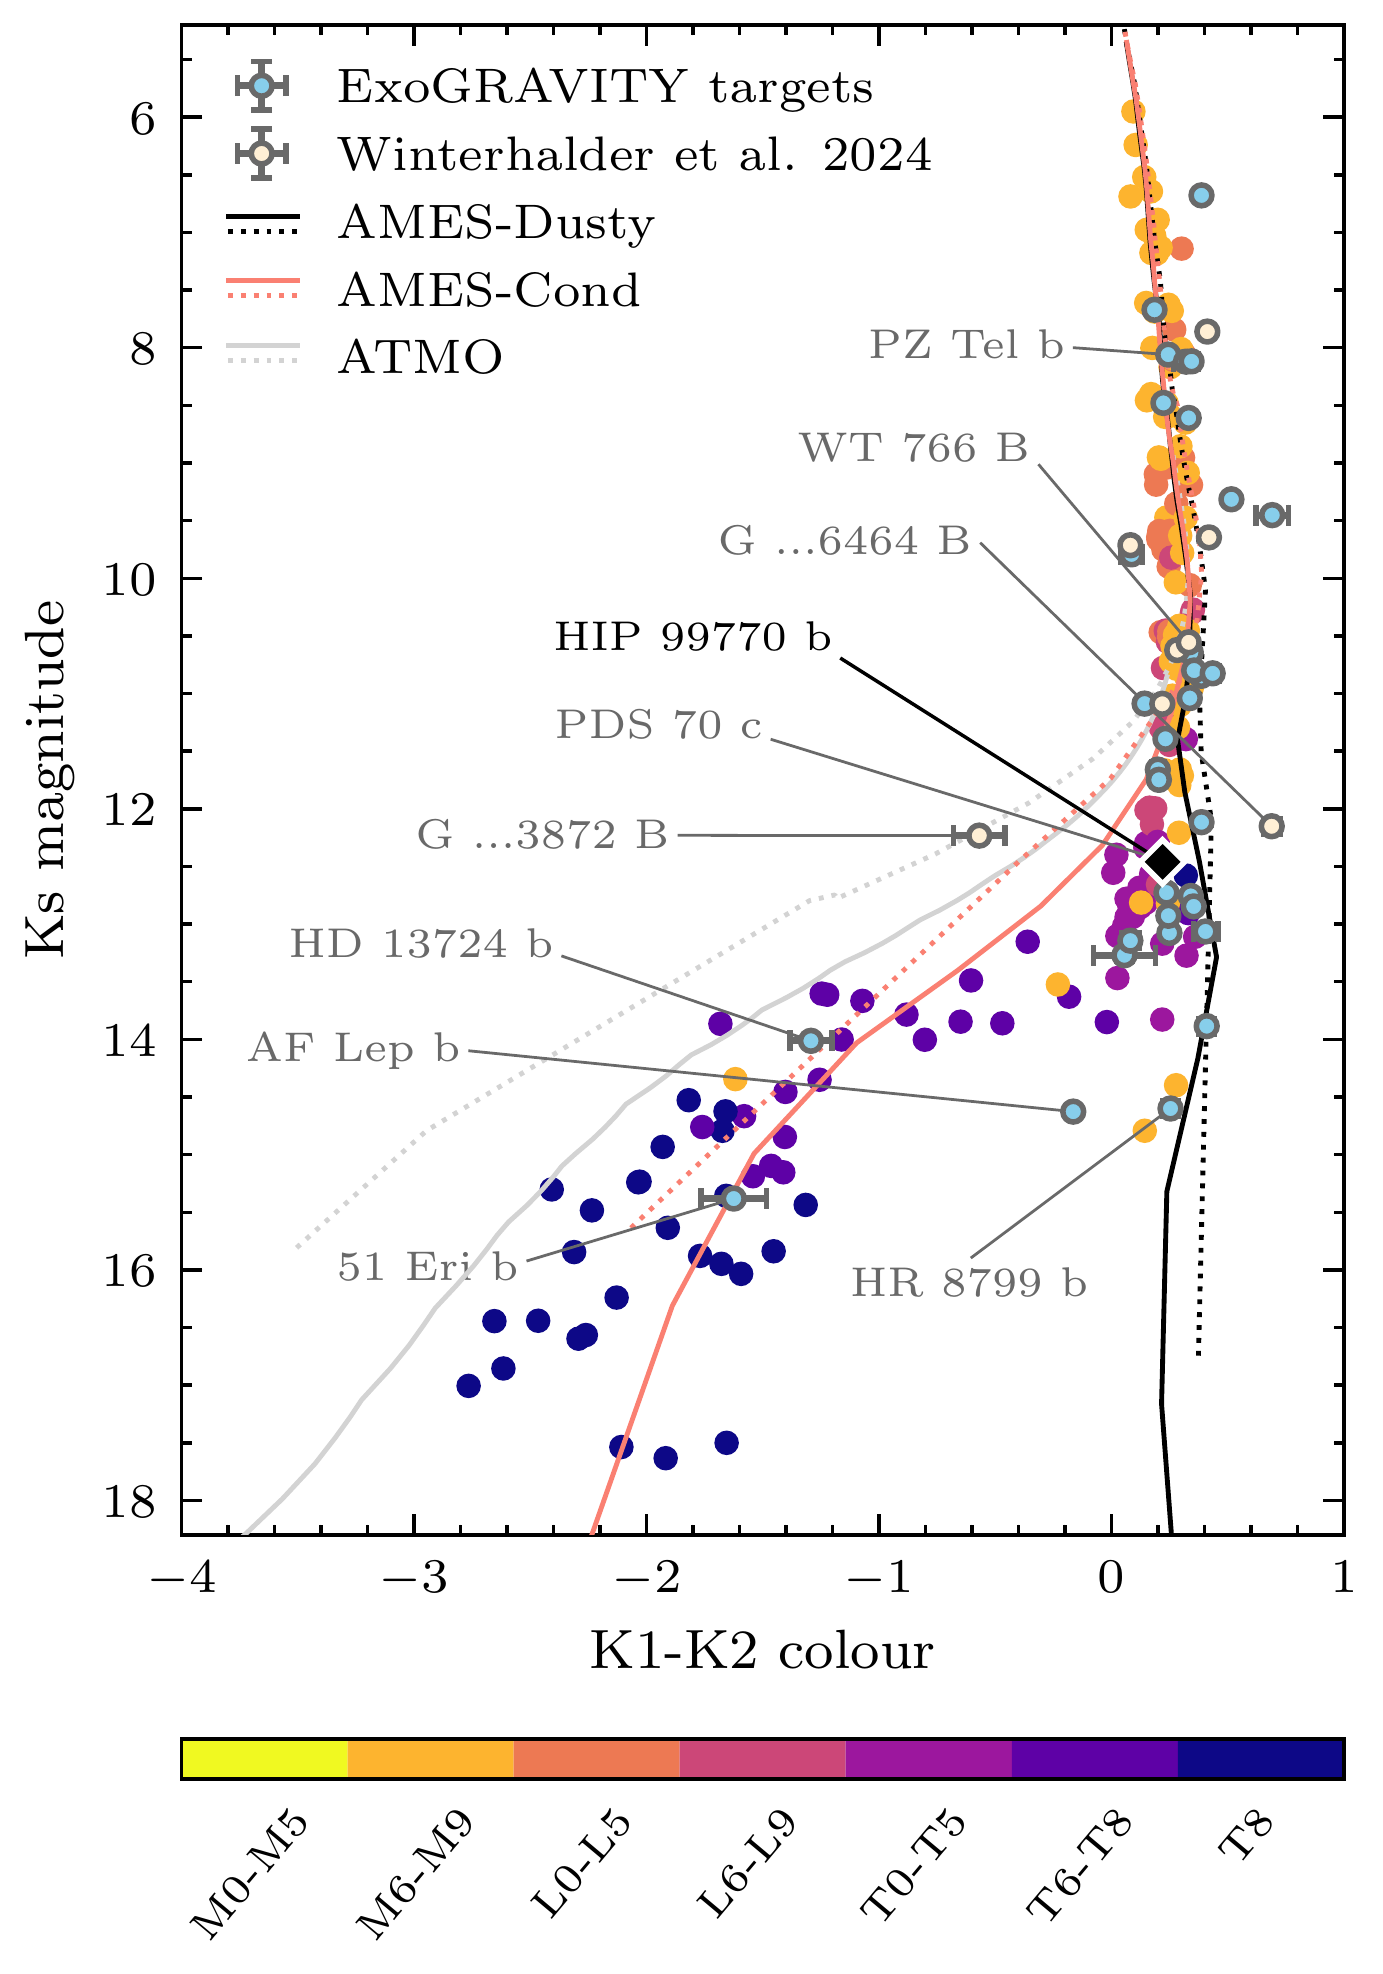 ExoGRAVITY targets
Winterhalder et al. 2024
AMES-Dusty
AMES-Cond
ATMO
PZ Tel b
WT 766 B
G ...6464 B
HIP 99770 b
PDS 70 c
G ...3872 B
HD 13724 b
AF Lep b
51 Eri b
HR 8799 b
Ks magnitude
6
8
10
12
14
16
18
−4 −3 −2 −1 0 1
K1-K2 colour
M0-M5 M6-M9 L0-L5 L6-L9 T0-T5 T6-T8 T8